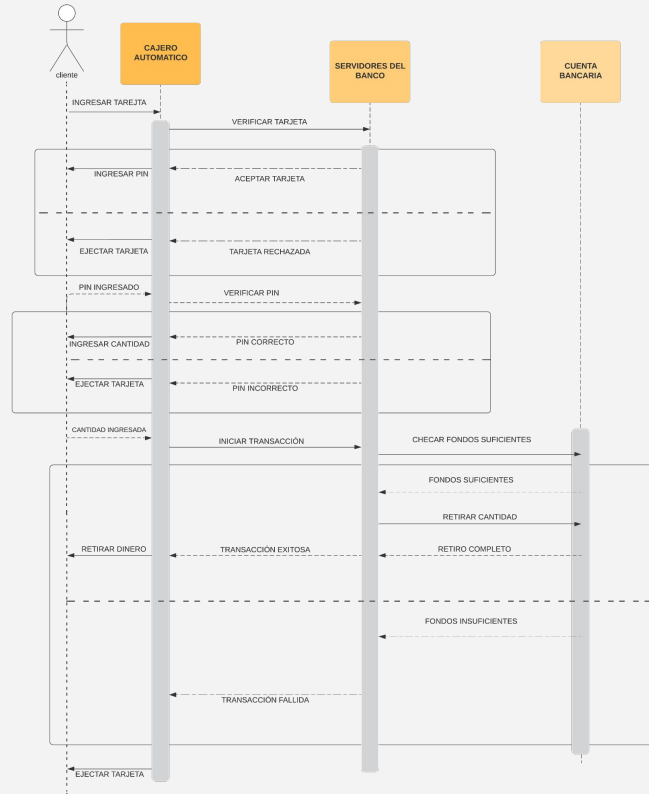 CAJERO
AUTOMATICO
SERVIDORES DEL
BANCO
CUENTA
BANCARIA
cliente
INGRESAR TAREJTA
VERIFICAR TARJETA
INGRESAR PIN
ACEPTAR TARJETA
EJECTAR TARJETA
TARJETA RECHAZADA
PIN INGRESADO
VERIFICAR PIN
INGRESAR CANTIDAD
PIN CORRECTO
EJECTAR TARJETA
PIN INCORRECTO
CANTIDAD INGRESADA
INICIAR TRANSACCIÓN
CHECAR FONDOS SUFICIENTES
FONDOS SUFICIENTES
RETIRAR CANTIDAD
RETIRAR DINERO
TRANSACCIÓN EXITOSA
RETIRO COMPLETO
FONDOS INSUFICIENTES
TRANSACCIÓN FALLIDA
EJECTAR TARJETA